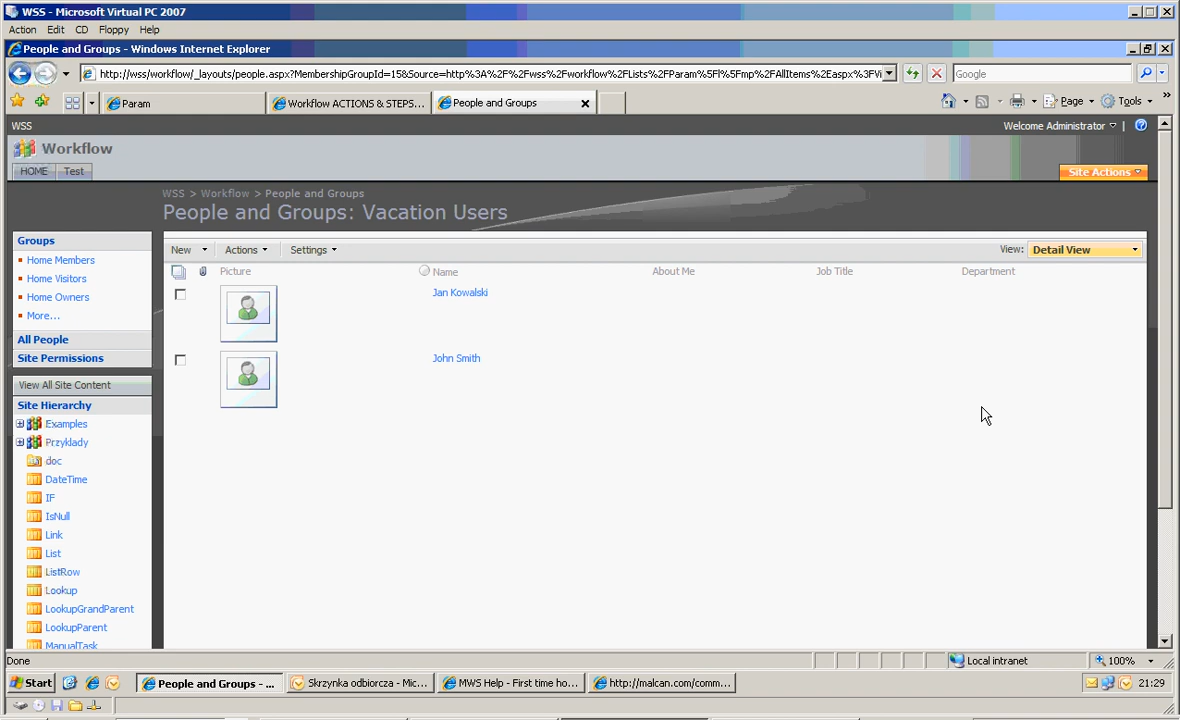 WSS - Microsoft Virtual PC 2007
Action Edit CD Floppy Help
People and Groups - Windows Internet Explorer
http://wss/workflow/_layouts/people.aspx?MembershipGroupId=15&Source=http%3A%2F%2Fwss%2Fworkflow%2FLists%2FParam%5Fl%5Fmp%2FAllItems%2Easpx%3FVi
Google
Param
Workflow ACTIONS & STEPS...
People and Groups
Page
Tools
WSS
Welcome Administrator
Workflow
HOME Test
Site Actions
WSS > Workflow > People and Groups
People and Groups: Vacation Users
Groups
Home Members
Home Visitors
Home Owners
More...
All People
Site Permissions
View All Site Content
Site Hierarchy
Examples
Przyklady
doc
DateTime
IF
IsNull
Link
List
ListRow
Lookup
LookupGrandParent
LookupParent
ManualTask
New Actions Settings View: Detail View
Picture Name About Me Job Title Department
Jan Kowalski
John Smith
Done
Local intranet
100%
Start
People and Groups - ...
Skrzynka odbiorcza - Mic...
MWS Help - First time ho...
http://malcan.com/comm...
21:29